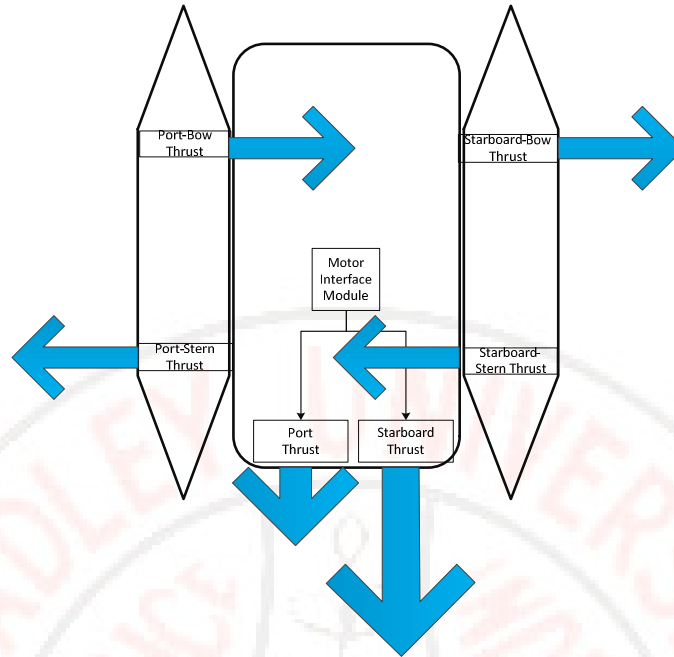 Port-Bow
Thrust
Starboard-Bow
Thrust
Motor
Interface
Module
Port-Stern
Thrust
Starboard-
Stern Thrust
Port
Thrust
Starboard
Thrust